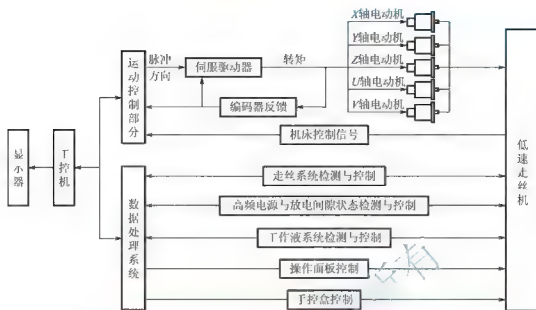 X轴电动机
Y轴电动机
Z轴电动机
U轴电动机
V轴电动机
脉冲
方向
伺服驱动器
转矩
编码器反馈
运动控制部分
机床控制信号
显示器
工控机
低速走丝机
数据处理系统
走丝系统检测与控制
高频电源与放电间隙状态检测与控制
工作液系统检测与控制
操作面板控制
手控盒控制